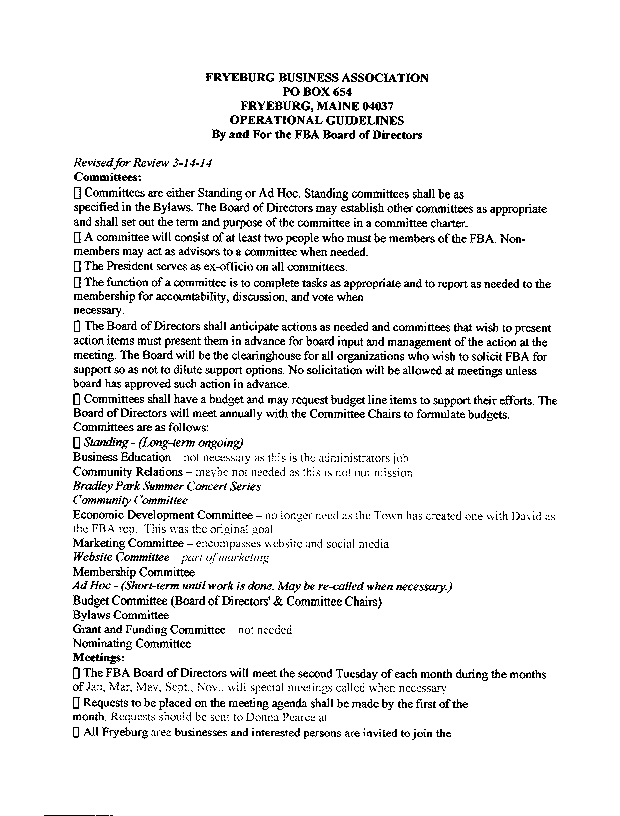 FRYEBURG BUSINESS ASSOCIATION
PO BOX 654
FRYEBURG, MAINE 04037
OPERATIONAL GUIDELINES
By and For the FBA Board of Directors
Revised for Review 3-14-14
Committees:
▯ Committees are either Standing or Ad Hoc. Standing committees shall be as
specified in the Bylaws. The Board of Directors may establish other committees as appropriate
and shall set out the term and purpose of the committee in a committee charter.
▯ A committee will consist of at least two people who must be members of the FBA. Non-
members may act as advisors to a committee when needed.
▯ The President serves as ex-officio on all committees.
▯ The function of a committee is to complete tasks as appropriate and to report as needed to the
membership for accountability, discussion, and vote when
necessary.
▯ The Board of Directors shall anticipate actions as needed and committees that wish to present
action items must present them in advance for board input and management of the action at the
meeting. The Board will be the clearinghouse for all organizations who wish to solicit FBA for
support so as not to dilute support options. No solicitation will be allowed at meetings unless
board has approved such action in advance.
▯ Committees shall have a budget and may request budget line items to support their efforts. The
Board of Directors will meet annually with the Committee Chairs to formulate budgets.
Committees are as follows:
▯ Standing - (Long-term ongoing)
Business Education – not necessary as this is the administrators job
Community Relations – maybe not needed as this is not our mission
Bradley Park Summer Concert Series
Community Committee
Economic Development Committee – no longer need as the Town has created one with David as
the FBA rep. This was the original goal
Marketing Committee – encompasses website and social media
Website Committee – part of marketing
Membership Committee
Ad Hoc - (Short-term until work is done. May be re-called when necessary.)
Budget Committee (Board of Directors' & Committee Chairs)
Bylaws Committee
Grant and Funding Committee – not needed
Nominating Committee
Meetings:
▯ The FBA Board of Directors will meet the second Tuesday of each month during the months
of Jan, Mar, May, Sept., Nov., will special meetings called when necessary
▯ Requests to be placed on the meeting agenda shall be made by the first of the
month. Requests should be sent to Donna Pearce at
▯ All Fryeburg area businesses and interested persons are invited to join the